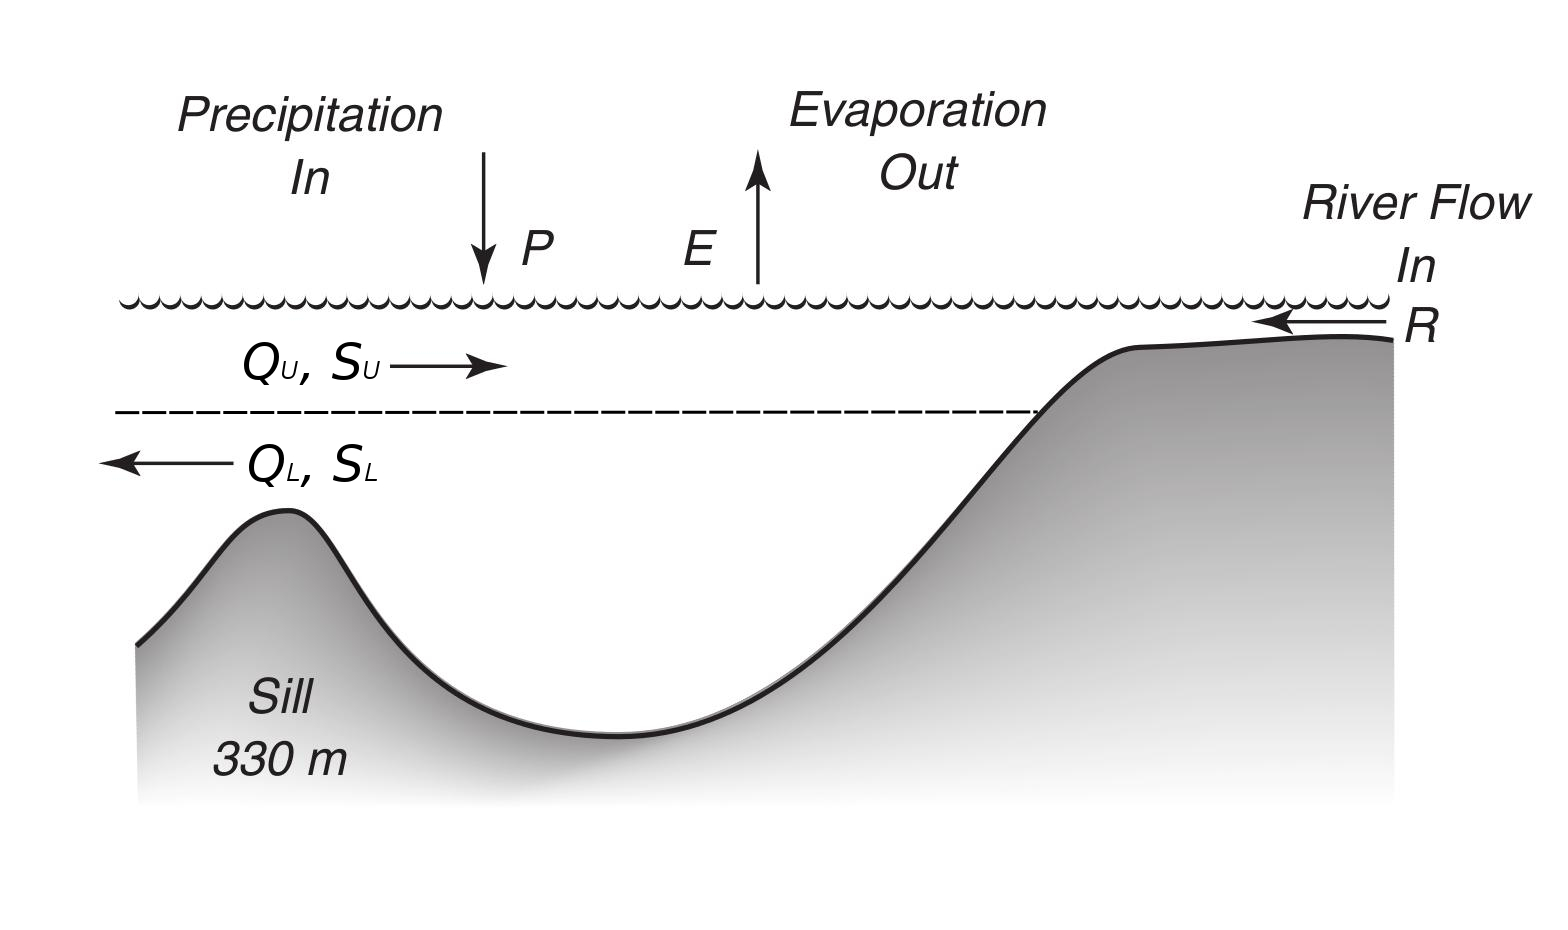 Precipitation
In
P
E
Evaporation
Out
River Flow
In
R
QU, SU
QL, SL
Sill
330 m